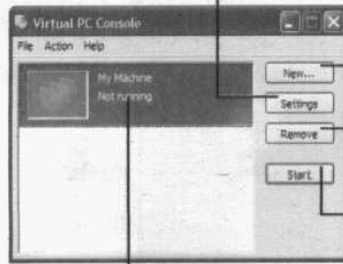 Virtual PC Console
File Action Help
My Machine
Not running
New...
Settings
Remove
Start